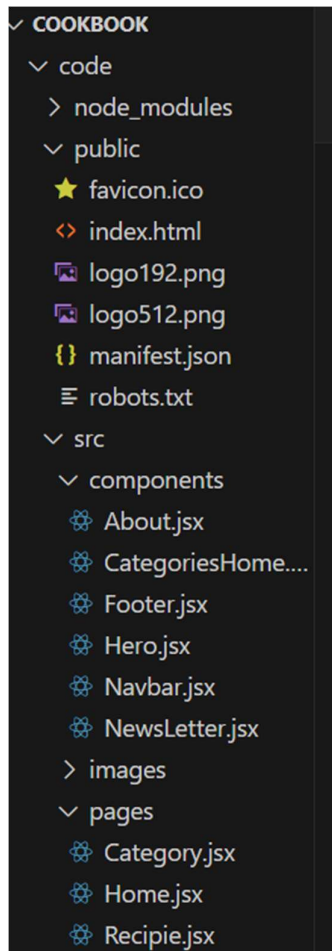 COOKBOOK
code
node_modules
public
favicon.ico
index.html
logo192.png
logo512.png
manifest.json
robots.txt
src
components
About.jsx
CategoriesHome....
Footer.jsx
Hero.jsx
Navbar.jsx
NewsLetter.jsx
images
pages
Category.jsx
Home.jsx
Recipie.jsx